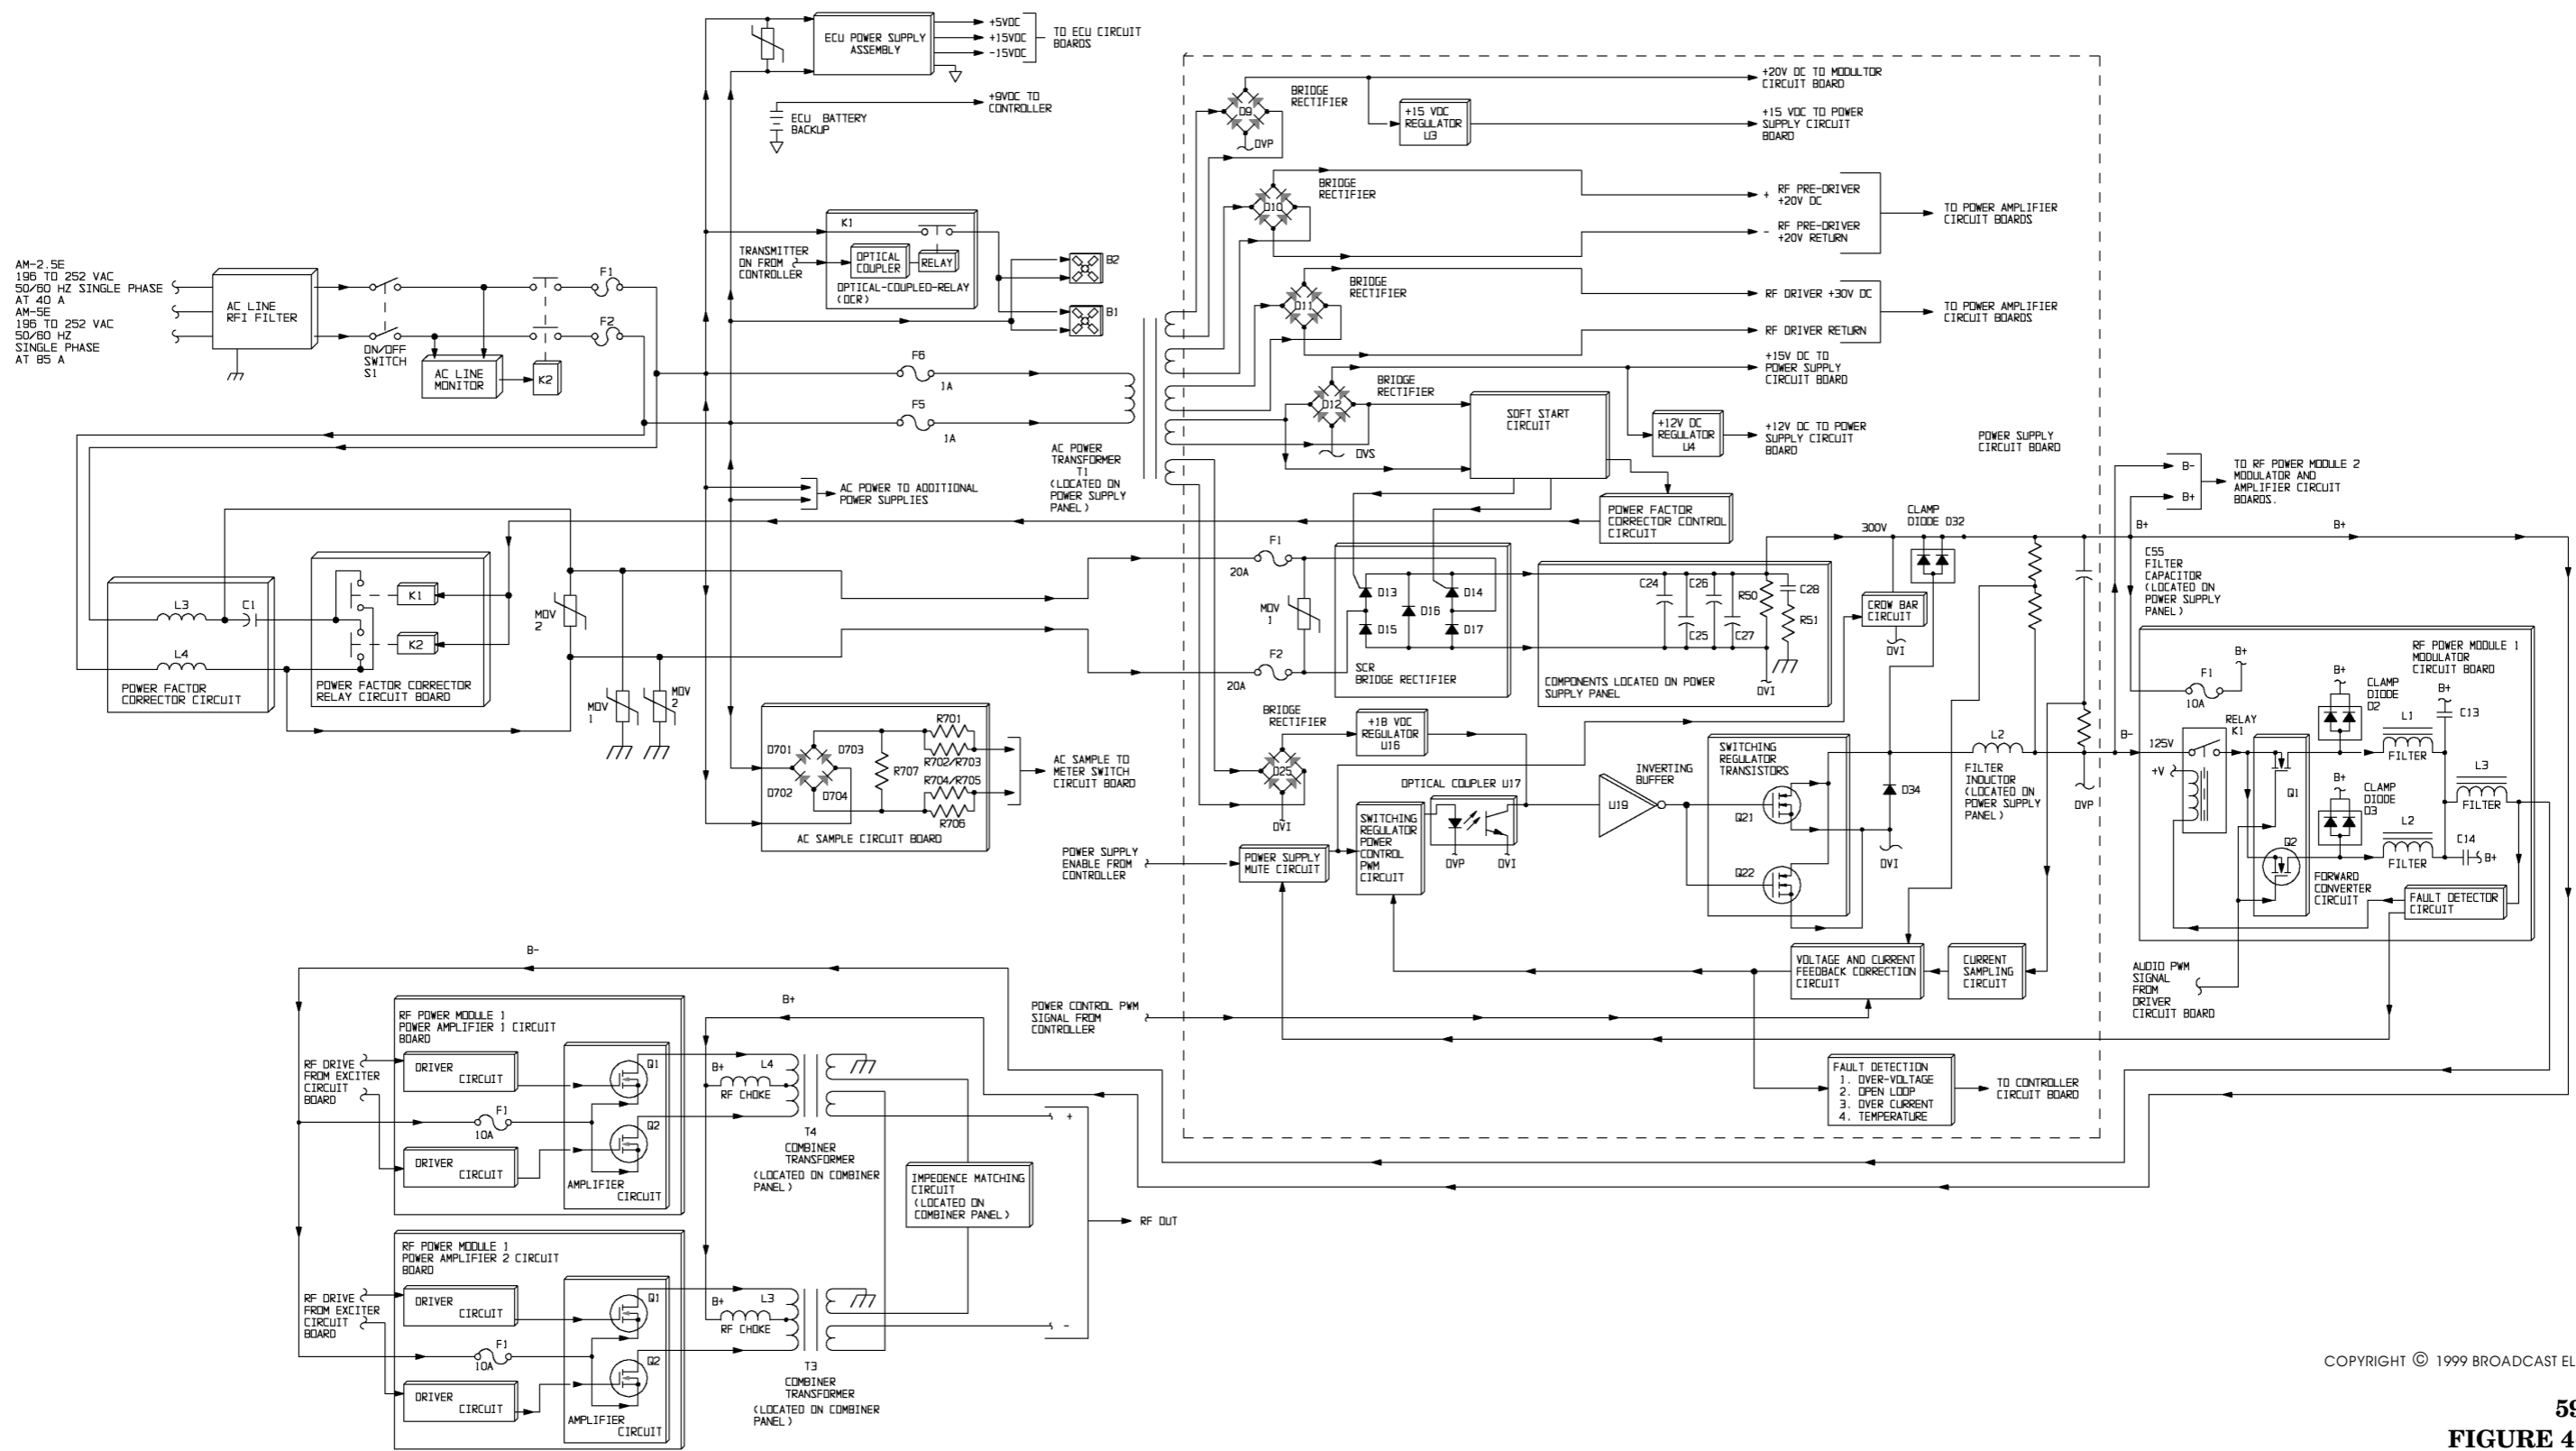 +5VDC
+15VDC
-15VDC
TO ECU CIRCUIT
BOARDS
ECU POWER SUPPLY
ASSEMBLY
+9VDC TO
CONTROLLER
ECU BATTERY
BACKUP
K1
TRANSMITTER
ON FROM
CONTROLLER
OPTICAL
COUPLER
RELAY
OPTICAL-COUPLED-RELAY
(OCR)
B2
B1
AM-2.5E
196 TO 252 VAC
50/60 HZ SINGLE PHASE
AT 40 A
AM-5E
196 TO 252 VAC
50/60 HZ
SINGLE PHASE
AT 85 A
AC LINE
RFI FILTER
ON/OFF
SWITCH
S1
AC LINE
MONITOR
K2
F1
F2
F6
1A
F5
1A
AC POWER
TRANSFORMER
T1
(LOCATED ON
POWER SUPPLY
PANEL)
AC POWER TO ADDITIONAL
POWER SUPPLIES
L3
C1
L4
POWER FACTOR
CORRECTOR CIRCUIT
K1
K2
POWER FACTOR CORRECTOR
RELAY CIRCUIT BOARD
MOV
2
MOV
1
MOV
2
D701
D703
D702
D704
R707
R701
R702/R703
R704/R705
R706
AC SAMPLE CIRCUIT BOARD
AC SAMPLE TO
METER SWITCH
CIRCUIT BOARD
BRIDGE
RECTIFIER
D9
OVP
+15 VDC
REGULATOR
U3
+20V DC TO MODULTOR
CIRCUIT BOARD
+15 VDC TO POWER
SUPPLY CIRCUIT
BOARD
BRIDGE
RECTIFIER
D10
+ RF PRE-DRIVER
+20V DC
- RF PRE-DRIVER
+20V RETURN
TO POWER AMPLIFIER
CIRCUIT BOARDS
BRIDGE
RECTIFIER
D11
RF DRIVER +30V DC
RF DRIVER RETURN
TO POWER AMPLIFIER
CIRCUIT BOARDS
BRIDGE
RECTIFIER
D12
OVS
+15V DC TO
POWER SUPPLY
CIRCUIT BOARD
SOFT START
CIRCUIT
+12V DC
REGULATOR
U4
+12V DC TO POWER
SUPPLY CIRCUIT
BOARD
POWER SUPPLY
CIRCUIT BOARD
POWER FACTOR
CORRECTOR CONTROL
CIRCUIT
F1
20A
F2
20A
MOV
1
D13
D14
D16
D15
D17
SCR
BRIDGE RECTIFIER
C24
C26
C25
C27
R50
C28
R51
COMPONENTS LOCATED ON POWER
SUPPLY PANEL
OVI
300V
CLAMP
DIODE D32
CROW BAR
CIRCUIT
OVI
B-
B+
TO RF POWER MODULE 2
MODULATOR AND
AMPLIFIER CIRCUIT
BOARDS.
B+
B+
C55
FILTER
CAPACITOR
(LOCATED ON
POWER SUPPLY
PANEL)
BRIDGE
RECTIFIER
D25
OVI
+18 VDC
REGULATOR
U16
OPTICAL COUPLER U17
OVP
OVI
INVERTING
BUFFER
U19
SWITCHING
REGULATOR
TRANSISTORS
Q21
Q22
D34
OVI
L2
FILTER
INDUCTOR
(LOCATED ON
POWER SUPPLY
PANEL)
OVP
B-
POWER SUPPLY
ENABLE FROM
CONTROLLER
POWER SUPPLY
MUTE CIRCUIT
SWITCHING
REGULATOR
POWER
CONTROL
PWM
CIRCUIT
VOLTAGE AND CURRENT
FEEDBACK CORRECTION
CIRCUIT
CURRENT
SAMPLING
CIRCUIT
POWER CONTROL PWM
SIGNAL FROM
CONTROLLER
FAULT DETECTION
1. OVER-VOLTAGE
2. OPEN LOOP
3. OVER CURRENT
4. TEMPERATURE
TO CONTROLLER
CIRCUIT BOARD
RF POWER MODULE 1
MODULATOR
CIRCUIT BOARD
F1
10A
B+
RELAY
K1
125V
+V
Q1
Q2
B+
CLAMP
DIODE
D2
B+
CLAMP
DIODE
D3
L1
FILTER
L2
FILTER
B+
C13
C14
B+
L3
FILTER
FORWARD
CONVERTER
CIRCUIT
FAULT DETECTOR
CIRCUIT
AUDIO PWM
SIGNAL
FROM
DRIVER
CIRCUIT BOARD
B-
RF POWER MODULE 1
POWER AMPLIFIER 1 CIRCUIT
BOARD
RF DRIVE
FROM EXCITER
CIRCUIT
BOARD
DRIVER
CIRCUIT
F1
10A
DRIVER
CIRCUIT
Q1
Q2
AMPLIFIER
CIRCUIT
B+
B+
L4
RF CHOKE
T4
COMBINER
TRANSFORMER
(LOCATED ON COMBINER
PANEL)
IMPEDENCE MATCHING
CIRCUIT
(LOCATED ON
COMBINER PANEL)
+
-
RF OUT
RF POWER MODULE 1
POWER AMPLIFIER 2 CIRCUIT
BOARD
RF DRIVE
FROM EXCITER
CIRCUIT
BOARD
DRIVER
CIRCUIT
F1
10A
DRIVER
CIRCUIT
Q1
Q2
AMPLIFIER
CIRCUIT
B+
L3
RF CHOKE
T3
COMBINER
TRANSFORMER
(LOCATED ON COMBINER
PANEL)
COPYRIGHT © 1999 BROADCAST EL
59
FIGURE 4